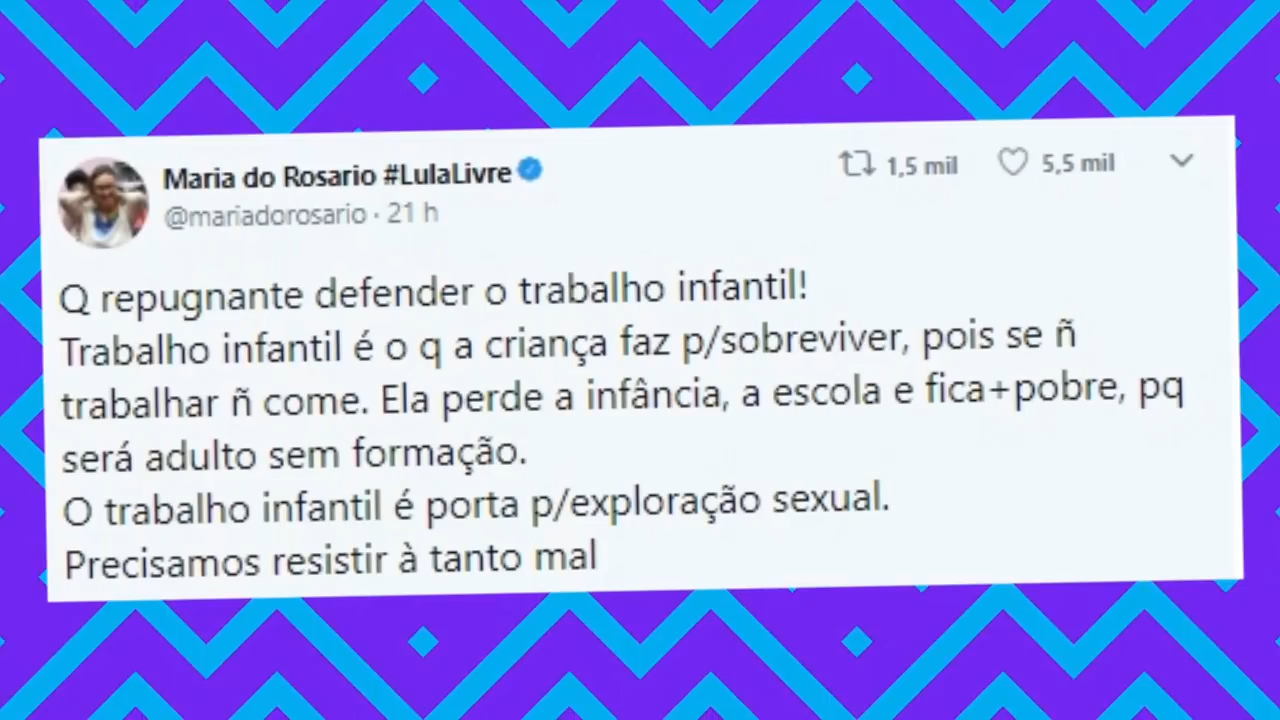 Maria do Rosario #LulaLivre
1,5 mil
5,5 mil
@mariadorosario · 21 h
Q repugnante defender o trabalho infantil!
Trabalho infantil é o q a criança faz p/sobreviver, pois se ñ
trabalhar ñ come. Ela perde a infância, a escola e fica+pobre, pq
será adulto sem formação.
O trabalho infantil é porta p/exploração sexual.
Precisamos resistir à tanto mal